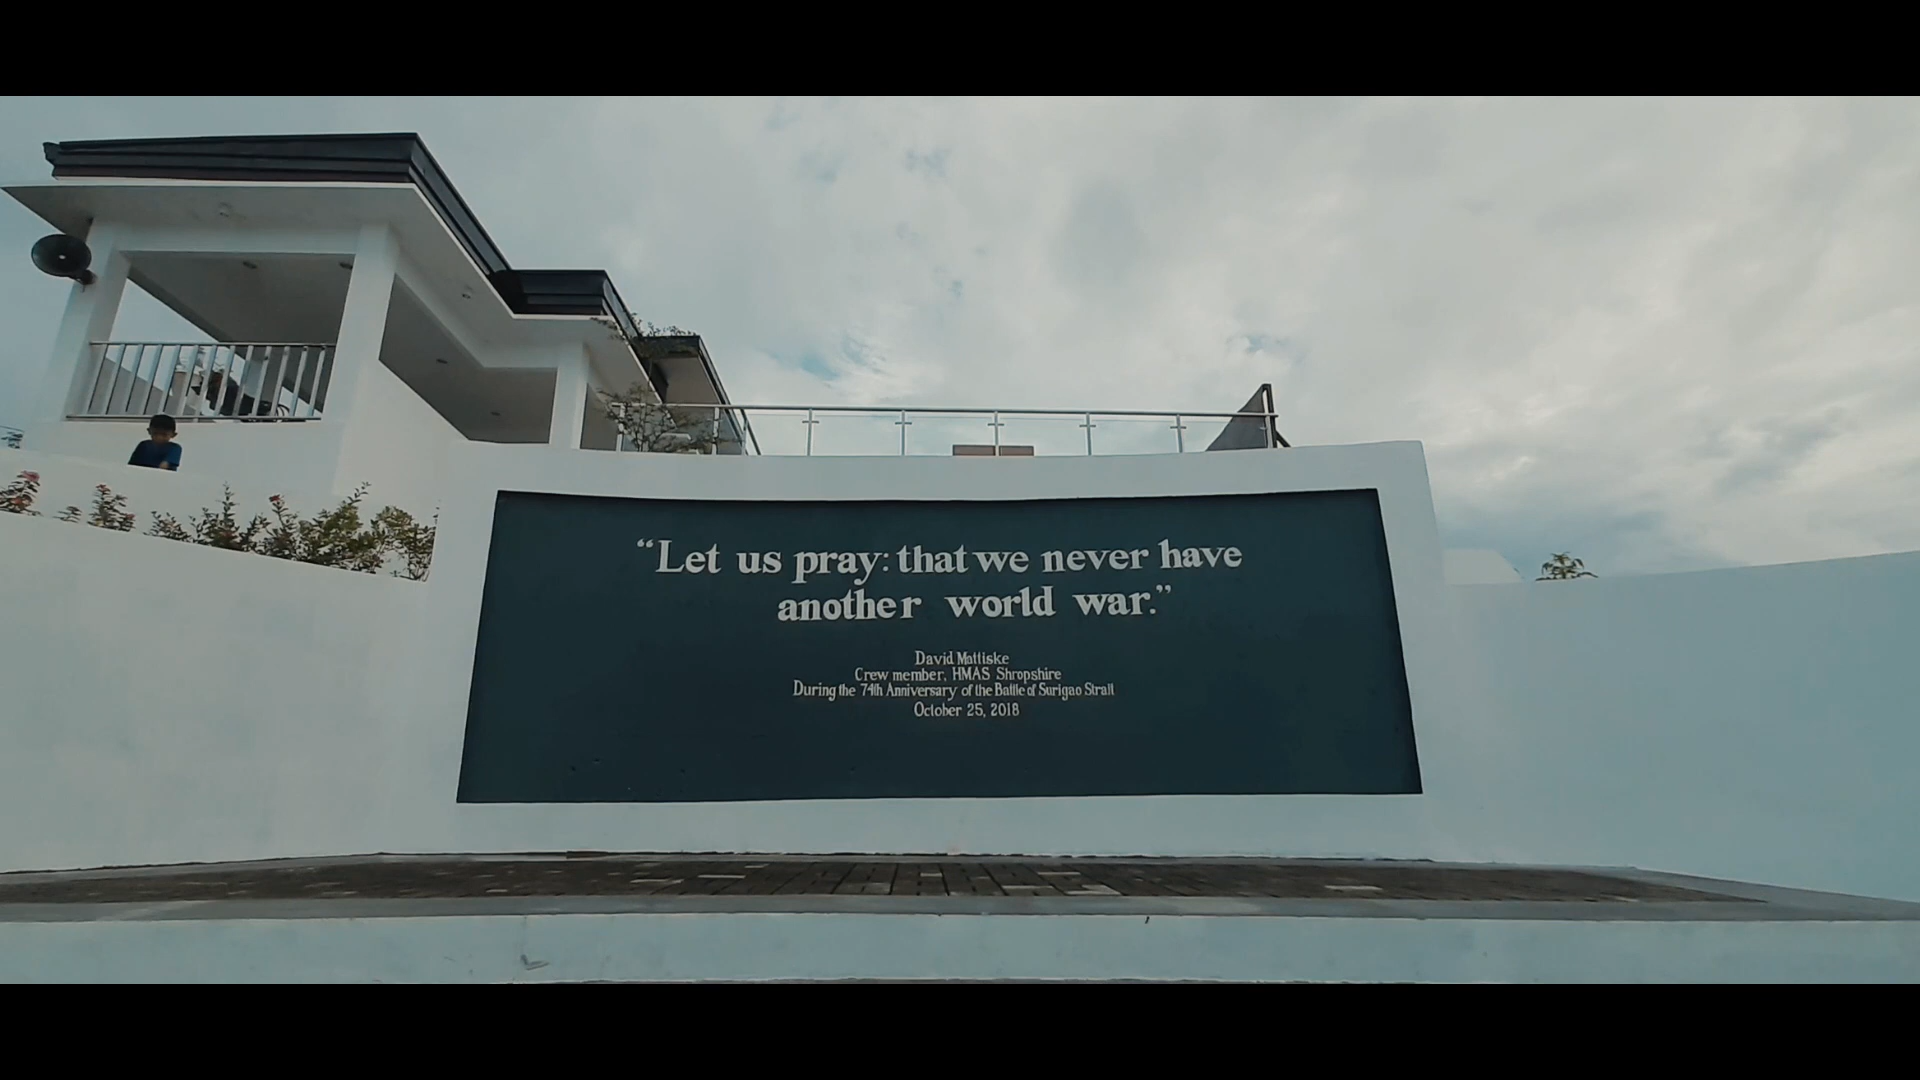 “Let us pray: that we never have
another world war.”
David Mattiske
Crew member, HMAS Shropshire
During the 74th Anniversary of the Battle of Surigao Strait
October 25, 2018